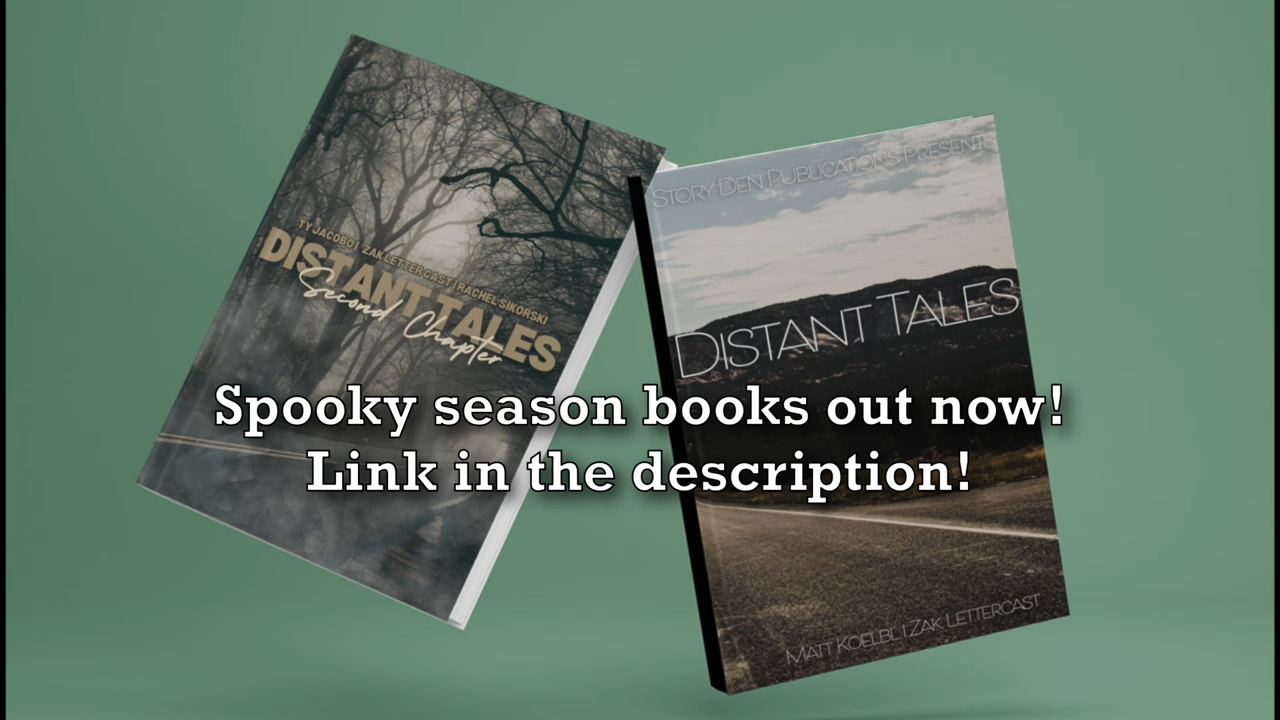 TY JACOBO | ZAK LETTERCAST | RACHEL SIKORSKI
DISTANT TALES
Second Chapter
STORY DEN PUBLICATIONS PRESENTS
DISTANT TALES
MATT KOELBL | ZAK LETTERCAST
Spooky season books out now!
Link in the description!